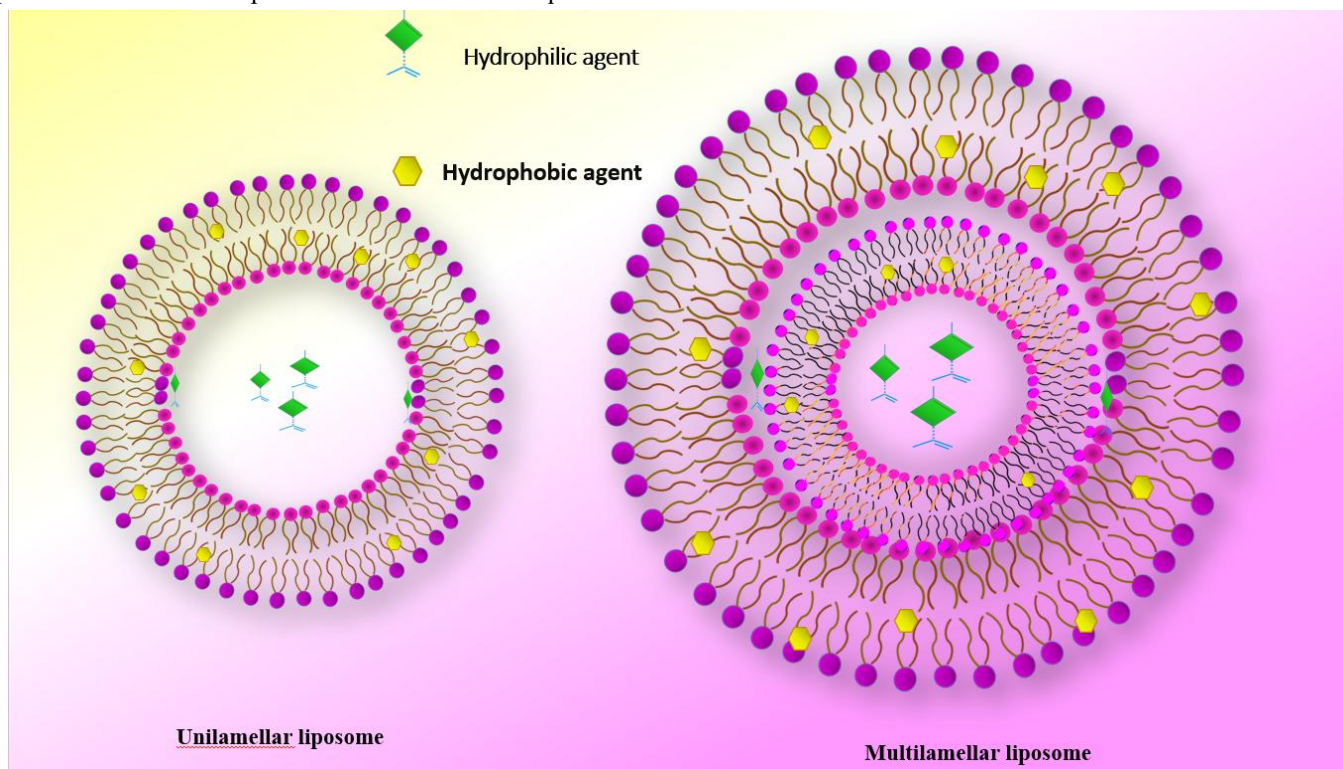 Hydrophilic agent
Hydrophobic agent
Unilamellar liposome
Multilamellar liposome